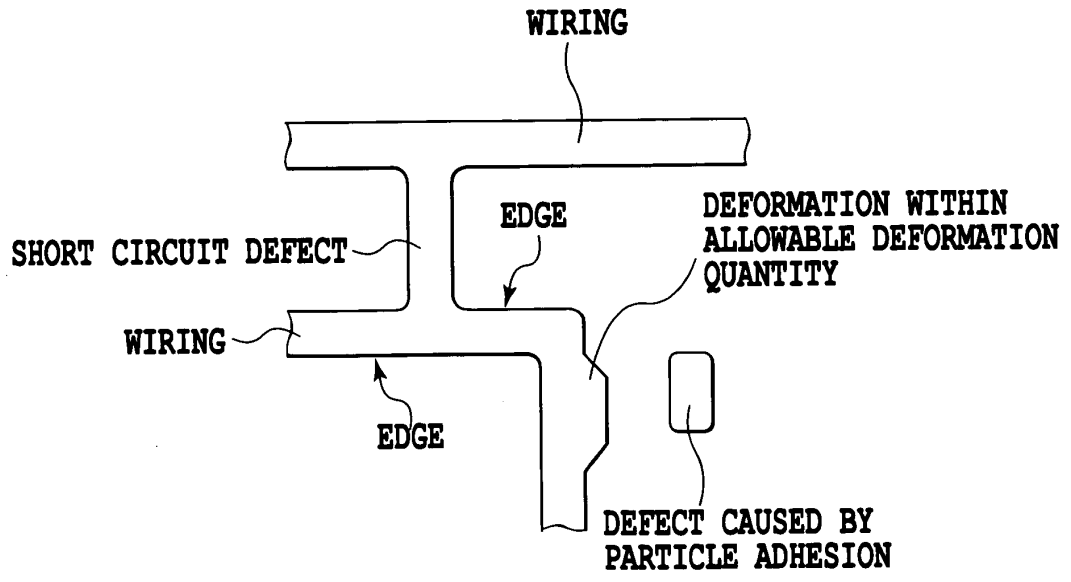 WIRING
EDGE
DEFORMATION WITHIN
ALLOWABLE DEFORMATION
QUANTITY
SHORT CIRCUIT DEFECT
WIRING
EDGE
DEFECT CAUSED BY
PARTICLE ADHESION